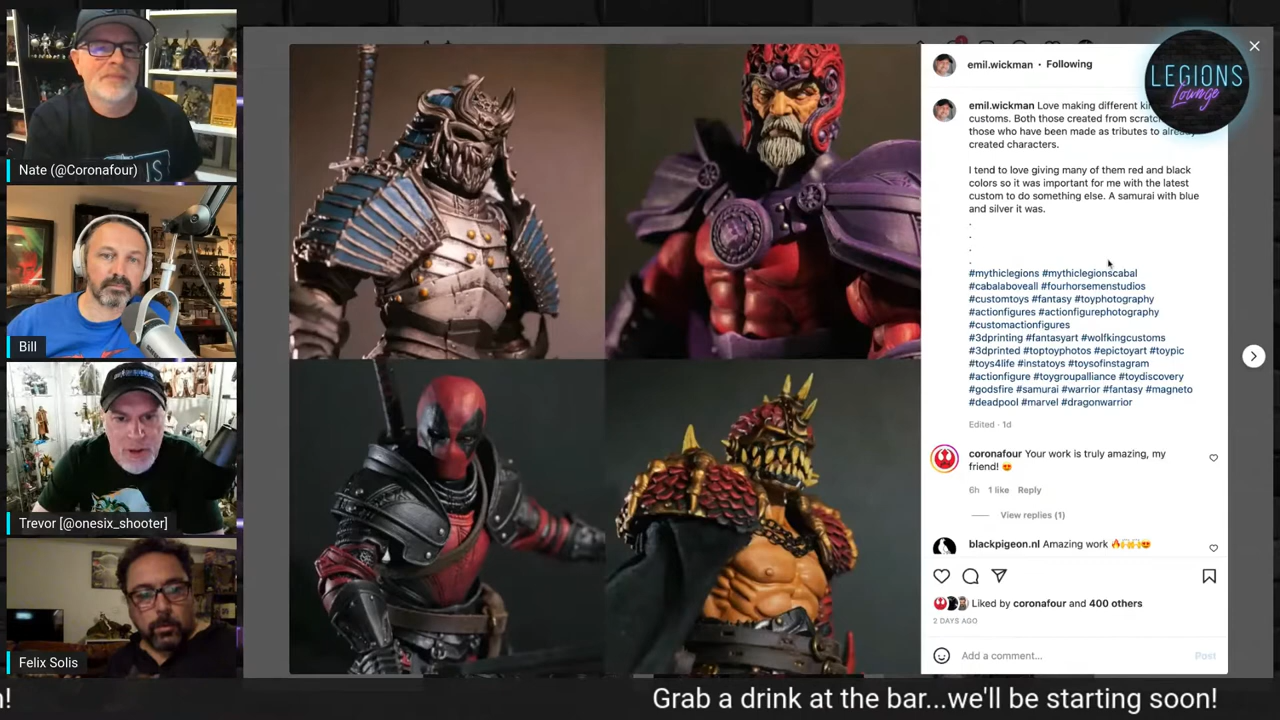 Nate (@Coronafour)
Bill
Trevor [@onesix_shooter]
Felix Solis
LEGIONS
Lounge
emil.wickman • Following
emil.wickman Love making different
customs. Both those created from scratch
those who have been made as tributes to already
created characters.
I tend to love giving many of them red and black
colors so it was important for me with the latest
custom to do something else. A samurai with blue
and silver it was.
.
.
.
.
#mythiclegions #mythiclegionscabal
#cabalaboveall #fourhorsemenstudios
#customtoys #fantasy #toyphotography
#actionfigures #actionfigurephotography
#customactionfigures
#3dprinting #fantasyart #wolfkingcustoms
#3dprinted #toptoyphotos #epictoyart #toypic
#toys4life #instatoys #toysofinstagram
#actionfigure #toygroupalliance #toydiscovery
#godsfire #samurai #warrior #fantasy #magneto
#deadpool #marvel #dragonwarrior
Edited · 1d
coronafour Your work is truly amazing, my
friend! 😍
6h 1 like Reply
View replies (1)
blackpigeon.nl Amazing work 🔥🙌🙌😍
Liked by coronafour and 400 others
2 DAYS AGO
Add a comment...
Post
n!
Grab a drink at the bar...we'll be starting soon!